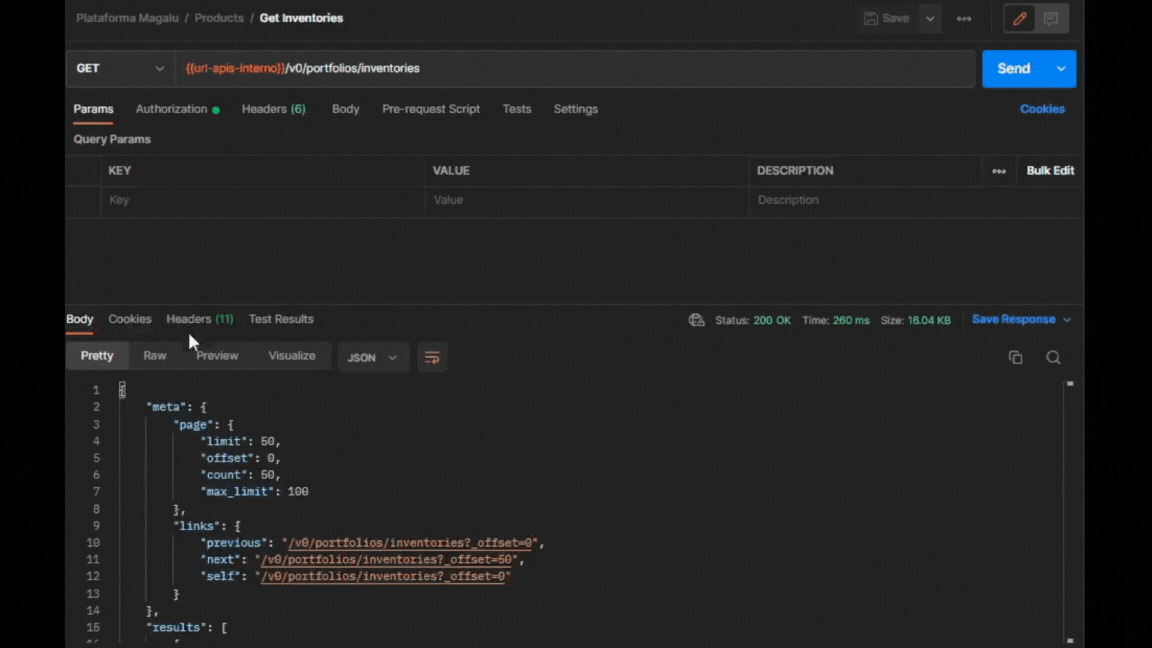 Plataforma Magalu / Products / Get Inventories
Save
GET {{url-apis-interno}}/v0/portfolios/inventories
Send
Params Authorization Headers (6) Body Pre-request Script Tests Settings Cookies
Query Params
KEY VALUE DESCRIPTION Bulk Edit
Key Value Description
Body Cookies Headers (11) Test Results Status: 200 OK Time: 260 ms Size: 16.04 KB Save Response
Pretty Raw Preview Visualize JSON
1 {
2 "meta": {
3 "page": {
4 "limit": 50,
5 "offset": 0,
6 "count": 50,
7 "max_limit": 100
8 },
9 "links": {
10 "previous": "/v0/portfolios/inventories?_offset=0",
11 "next": "/v0/portfolios/inventories?_offset=50",
12 "self": "/v0/portfolios/inventories?_offset=0"
13 }
14 },
15 "results": [